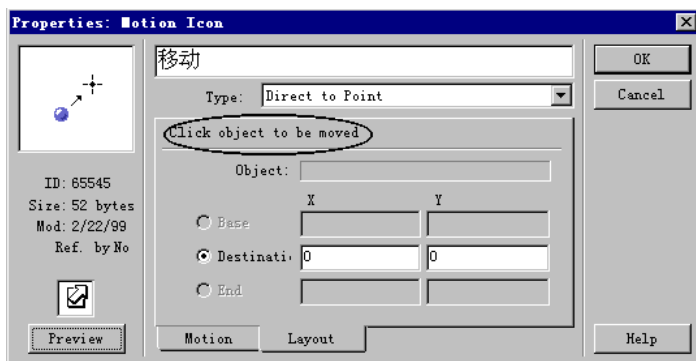 Properties: Motion Icon
移动
OK
Type: Direct to Point
Cancel
Click object to be moved
Object:
ID: 65545
Size: 52 bytes
Mod: 2/22/99
Ref. by No
X Y
Base
Destinati 0 0
End
Preview
Motion Layout
Help